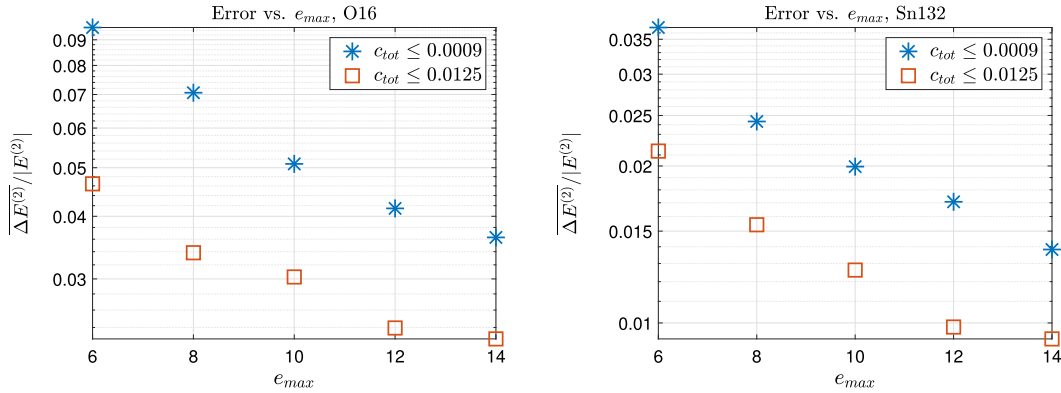 Error vs. e_max, O16
c_tot ≤ 0.0009
c_tot ≤ 0.0125
0.09
0.08
0.07
0.06
0.05
0.04
0.03
6 8 10 12 14
e_max
ΔE^(2)/|E^(2)|
Error vs. e_max, Sn132
c_tot ≤ 0.0009
c_tot ≤ 0.0125
0.035
0.03
0.025
0.02
0.015
0.01
6 8 10 12 14
e_max
ΔE^(2)/|E^(2)|